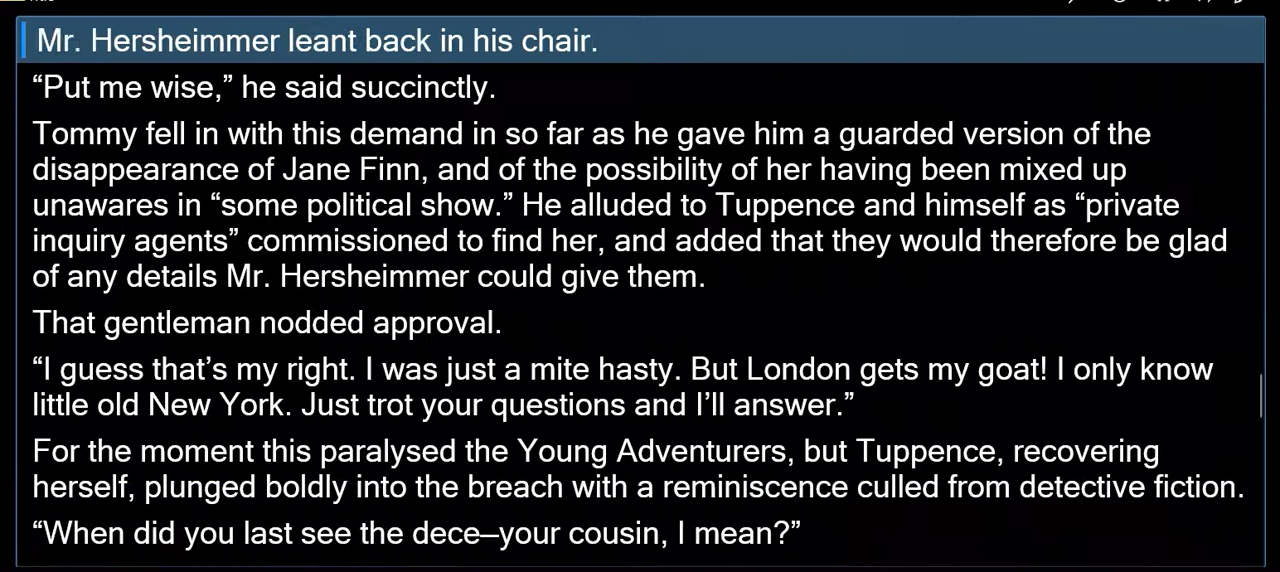 Mr. Hersheimmer leant back in his chair.
“Put me wise,” he said succinctly.
Tommy fell in with this demand in so far as he gave him a guarded version of the
disappearance of Jane Finn, and of the possibility of her having been mixed up
unawares in “some political show.” He alluded to Tuppence and himself as “private
inquiry agents” commissioned to find her, and added that they would therefore be glad
of any details Mr. Hersheimmer could give them.
That gentleman nodded approval.
“I guess that’s my right. I was just a mite hasty. But London gets my goat! I only know
little old New York. Just trot your questions and I’ll answer.”
For the moment this paralysed the Young Adventurers, but Tuppence, recovering
herself, plunged boldly into the breach with a reminiscence culled from detective fiction.
“When did you last see the dece—your cousin, I mean?”